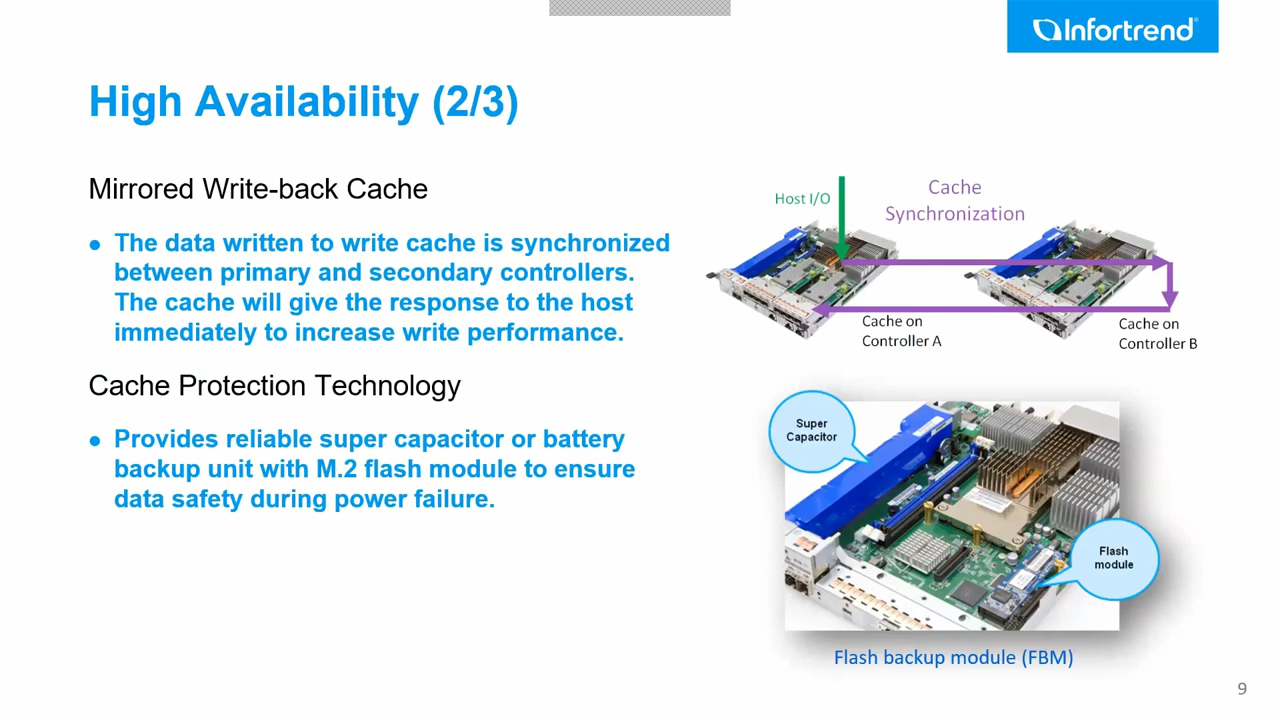 Infortrend®
High Availability (2/3)
Mirrored Write-back Cache
● The data written to write cache is synchronized
between primary and secondary controllers.
The cache will give the response to the host
immediately to increase write performance.
Cache Protection Technology
● Provides reliable super capacitor or battery
backup unit with M.2 flash module to ensure
data safety during power failure.
Host I/O
Cache
Synchronization
Cache on
Controller A
Cache on
Controller B
Super
Capacitor
Flash
module
Flash backup module (FBM)
9